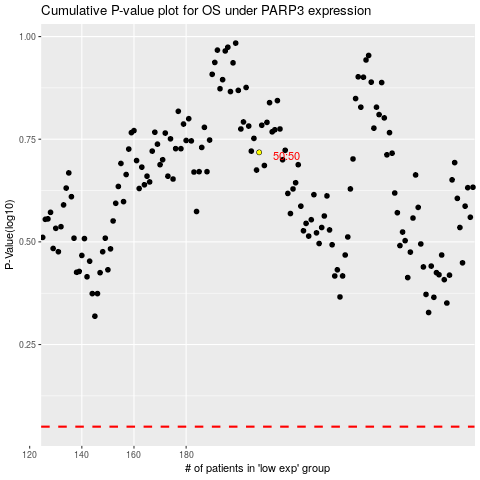 Cumulative P-value plot for OS under PARP3 expression
1.00
0.75
0.50
0.25
P-Value(log10)
50:50
120 140 160 180
# of patients in 'low exp' group